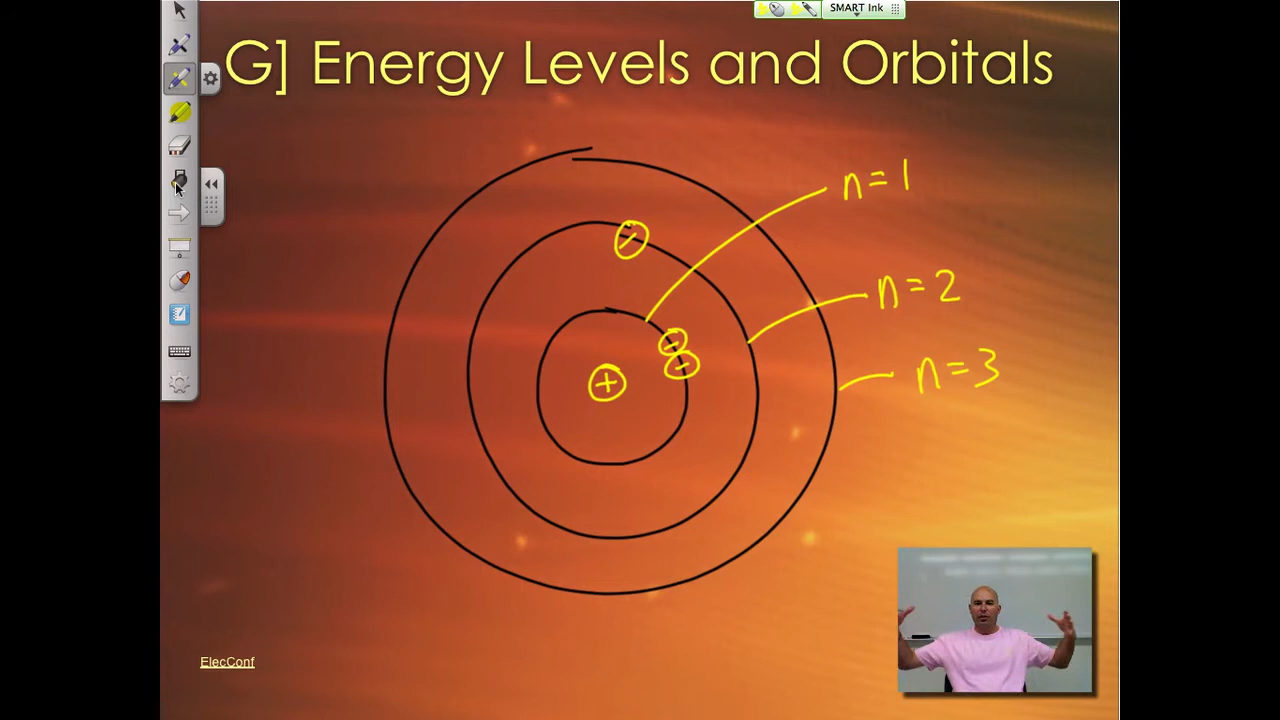 SMART Ink
G] Energy Levels and Orbitals
n=1
n=2
n=3
ElecConf